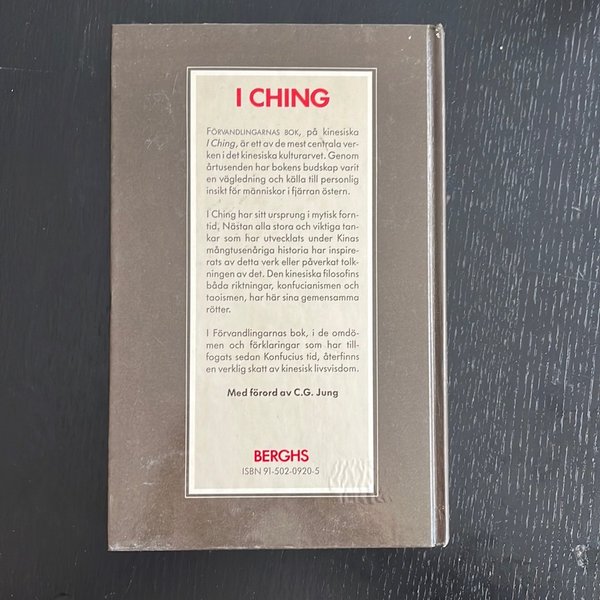 I CHING
FÖRVANDLINGARNAS BOK, på kinesiska
I Ching, är ett av de mest centrala ver-
ken i det kinesiska kulturarvet. Genom
årtusenden har bokens budskap varit
en vägledning och källa till personlig
insikt för människor i fjärran östern.
I Ching har sitt ursprung i mytisk forn-
tid. Nästan alla stora och viktiga tan-
kar som har utvecklats under Kinas
mångtusenåriga historia har inspire-
rats av detta verk eller påverkat tolk-
ningen av det. Den kinesiska filosofins
båda riktningar, konfucianismen och
taoismen, har här sina gemensamma
rötter.
I Förvandlingarnas bok, i de omdö-
men och förklaringar som har till-
fogats sedan Konfucius tid, återfinns
en verklig skatt av kinesisk livsvisdom.
Med förord av C.G. Jung
BERGHS
ISBN 91-502-0920-5